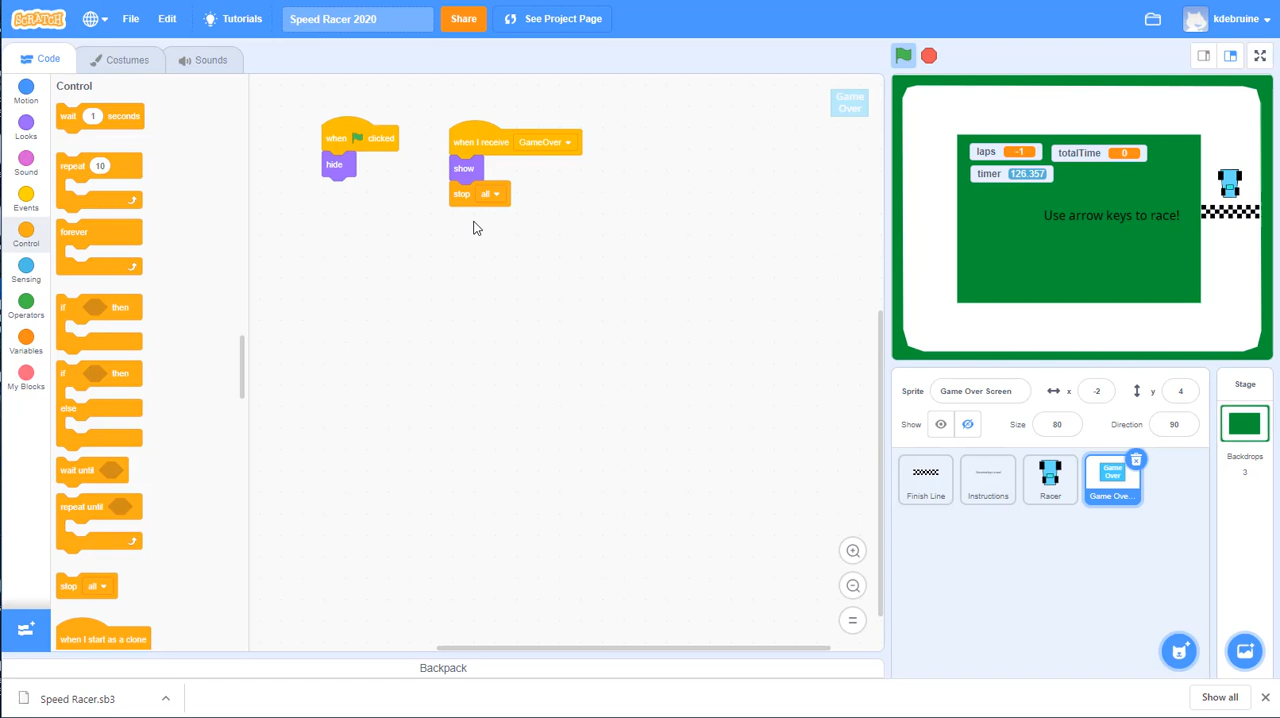 SCRATCH
File
Edit
Tutorials
Speed Racer 2020
Share
See Project Page
kdebruine
Code
Costumes
Sounds
Motion
Looks
Sound
Events
Control
Sensing
Operators
Variables
My Blocks
Control
wait 1 seconds
repeat 10
forever
if then
if then
else
wait until
repeat until
stop all
when I start as a clone
when clicked
hide
when I receive GameOver
show
stop all
Game
Over
laps -1
totalTime 0
timer 126.357
Use arrow keys to race!
Sprite Game Over Screen x -2 y 4
Show Size 80 Direction 90
Finish Line
Instructions
Racer
Game
Over
Game Ove...
Stage
Backdrops
3
Backpack
Speed Racer.sb3
Show all